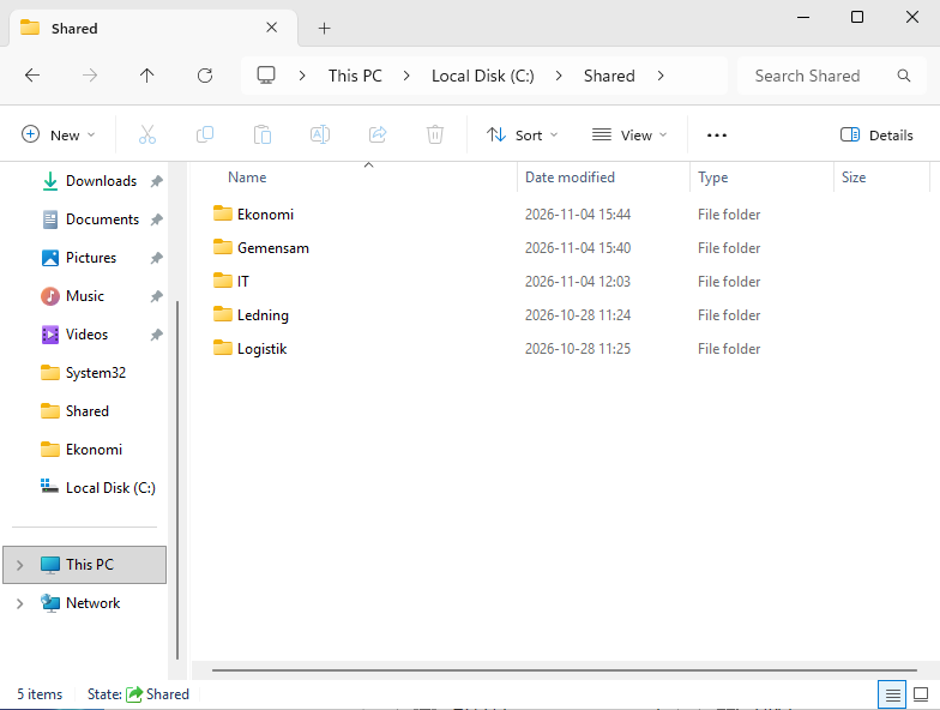 Shared
This PC > Local Disk (C:) > Shared >
Search Shared
New
Sort
View
Details
Downloads
Documents
Pictures
Music
Videos
System32
Shared
Ekonomi
Local Disk (C:)
This PC
Network
Name Date modified Type Size
Ekonomi 2026-11-04 15:44 File folder
Gemensam 2026-11-04 15:40 File folder
IT 2026-11-04 12:03 File folder
Ledning 2026-10-28 11:24 File folder
Logistik 2026-10-28 11:25 File folder
5 items State: Shared